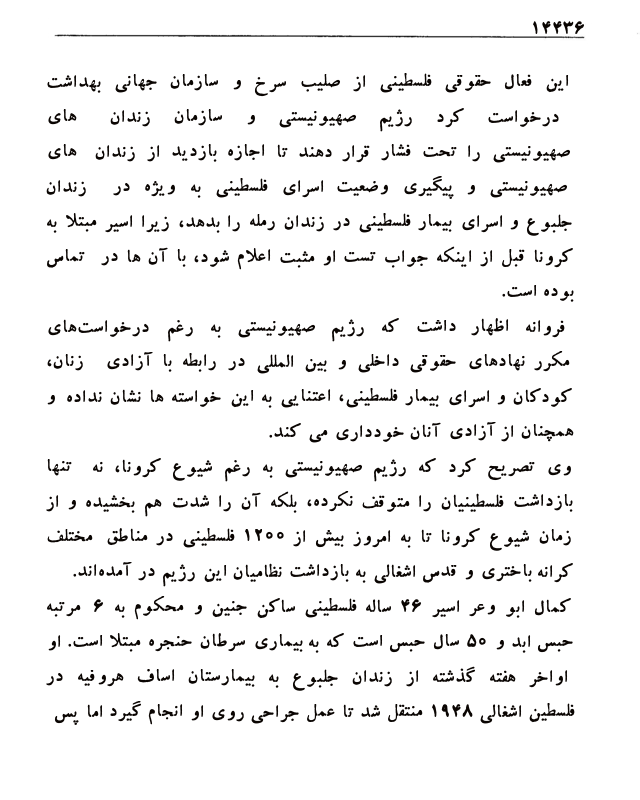 ۱۴۴۳۶
این فعال حقوقی فلسطینی از صلیب سرخ و سازمان جهانی بهداشت
درخواست کرد رژیم صهیونیستی و سازمان زندان های
صهیونیستی را تحت فشار قرار دهند تا اجازه بازدید از زندان های
صهیونیستی و پیگیری وضعیت اسرای فلسطینی به ویژه در زندان
جلبوع و اسرای بیمار فلسطینی در زندان رمله را بدهد، زیرا اسیر مبتلا به
کرونا قبل از اینکه جواب تست او مثبت اعلام شود، با آن ها در تماس
بوده است.
فروانه اظهار داشت که رژیم صهیونیستی به رغم درخواست‌های
مکرر نهادهای حقوقی داخلی و بین المللی در رابطه با آزادی زنان،
کودکان و اسرای بیمار فلسطینی، اعتنایی به این خواسته ها نشان نداده و
همچنان از آزادی آنان خودداری می کند.
وی تصریح کرد که رژیم صهیونیستی به رغم شیوع کرونا، نه تنها
بازداشت فلسطینیان را متوقف نکرده، بلکه آن را شدت هم بخشیده و از
زمان شیوع کرونا تا به امروز بیش از ۱۲۰۰ فلسطینی در مناطق مختلف
کرانه باختری و قدس اشغالی به بازداشت نظامیان این رژیم در آمده‌اند.
کمال ابو وعر اسیر ۴۶ ساله فلسطینی ساکن جنین و محکوم به ۶ مرتبه
حبس ابد و ۵۰ سال حبس است که به بیماری سرطان حنجره مبتلا است. او
اواخر هفته گذشته از زندان جلبوع به بیمارستان اساف هروفیه در
فلسطین اشغالی ۱۹۴۸ منتقل شد تا عمل جراحی روی او انجام گیرد اما پس